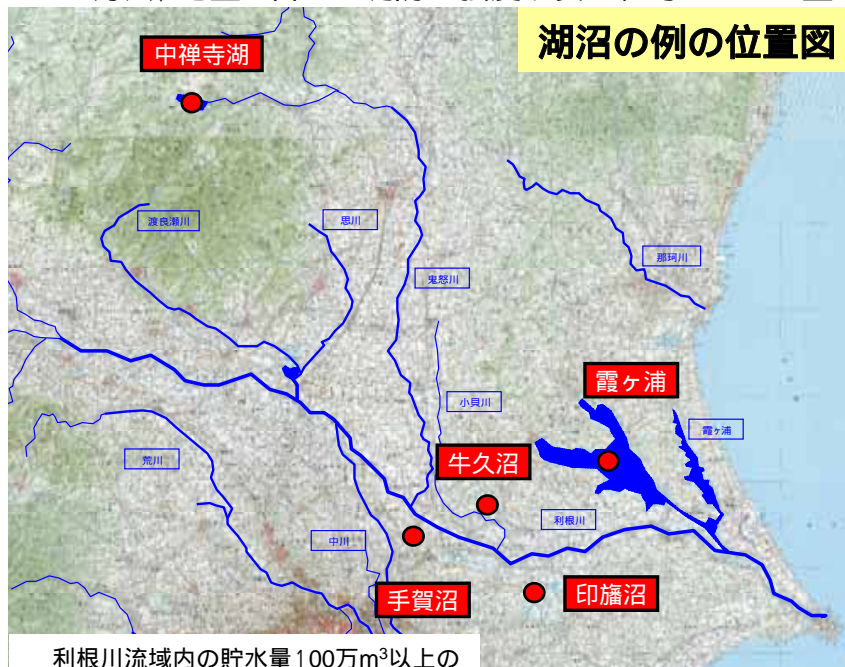 湖沼の例の位置図
中禅寺湖
渡良瀬川
思川
那珂川
鬼怒川
霞ヶ浦
小貝川
霞ヶ浦
荒川
牛久沼
利根川
中川
手賀沼
印旛沼
利根川流域内の貯水量100万m³以上の